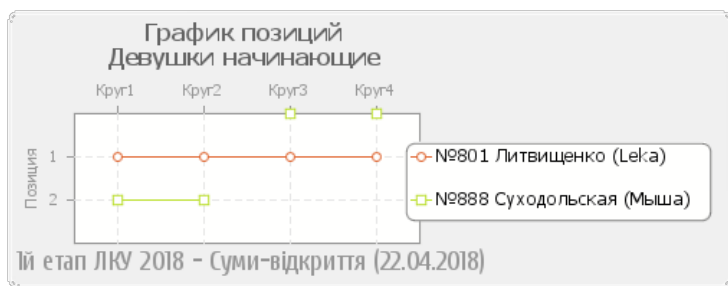 График позиций
Девушки начинающие
Круг1 Круг2 Круг3 Круг4
Позиция
1
2
№801 Литвищенко (Leka)
№888 Суходольская (Мыша)
1й етап ЛКУ 2018 - Суми-відкриття (22.04.2018)